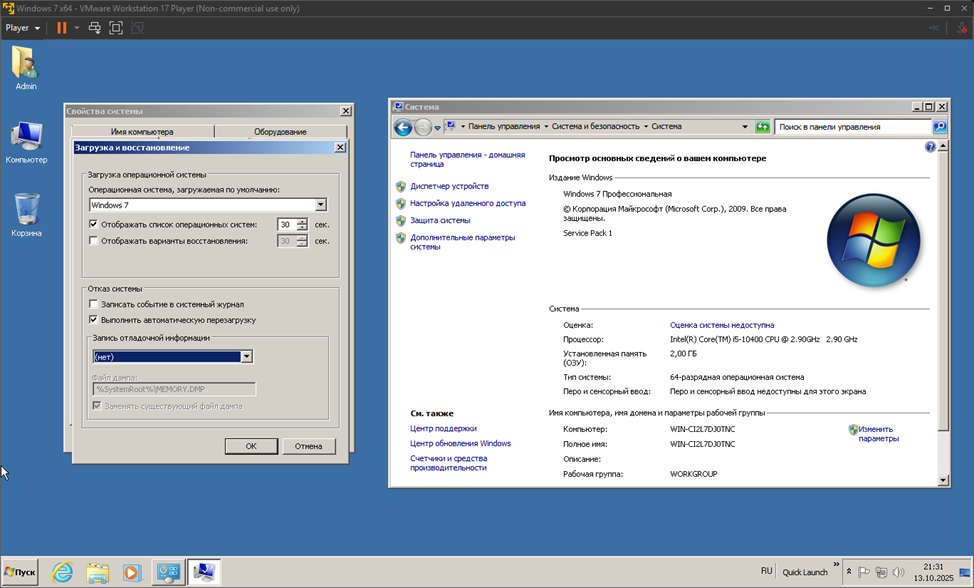 Windows 7 x64 - VMware Workstation 17 Player (Non-commercial use only)
Player
Admin
Компьютер
Корзина
Свойства системы
Имя компьютера
Оборудование
Загрузка и восстановление
Загрузка операционной системы
Операционная система, загружаемая по умолчанию:
Windows 7
Отображать список операционных систем:
30
сек.
Отображать варианты восстановления:
30
сек.
Отказ системы
Записать событие в системный журнал
Выполнить автоматическую перезагрузку
Запись отладочной информации
(нет)
Файл дампа:
%SystemRoot%\MEMORY.DMP
Заменять существующий файл дампа
ОК
Отмена
Система
Панель управления
Система и безопасность
Система
Поиск в панели управления
Панель управления - домашняя
страница
Диспетчер устройств
Настройка удаленного доступа
Защита системы
Дополнительные параметры
системы
См. также
Центр поддержки
Центр обновления Windows
Счетчики и средства
производительности
Просмотр основных сведений о вашем компьютере
Издание Windows
Windows 7 Профессиональная
© Корпорация Майкрософт (Microsoft Corp.), 2009. Все права
защищены.
Service Pack 1
Система
Оценка:
Оценка системы недоступна
Процессор:
Intel(R) Core(TM) i5-10400 CPU @ 2.90GHz 2.90 GHz
Установленная память
(ОЗУ):
2,00 ГБ
Тип системы:
64-разрядная операционная система
Перо и сенсорный ввод:
Перо и сенсорный ввод недоступны для этого экрана
Имя компьютера, имя домена и параметры рабочей группы
Компьютер:
WIN-CI2L7DJ0TNC
Изменить
параметры
Полное имя:
WIN-CI2L7DJ0TNC
Описание:
Рабочая группа:
WORKGROUP
Пуск
RU
Quick Launch
21:31
13.10.2025